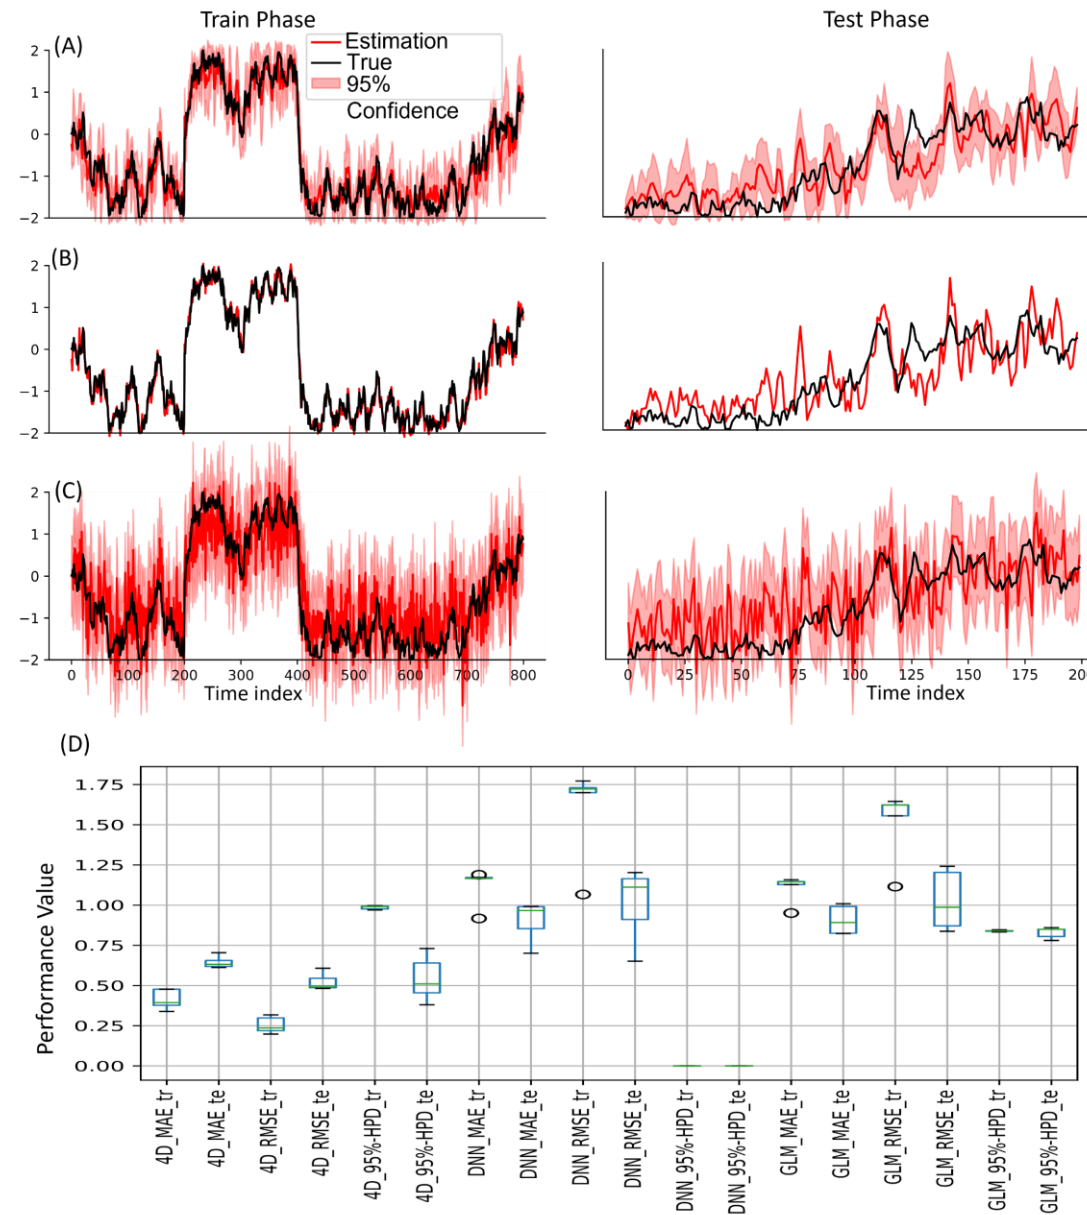 Train Phase
Test Phase
(A)
Estimation
True
95%
Confidence
2
1
0
−1
−2
(B)
2
1
0
−1
−2
(C)
2
1
0
−1
−2
0 100 200 300 400 500 600 700 800
Time index
0 25 50 75 100 125 150 175 200
Time index
(D)
Performance Value
1.75
1.50
1.25
1.00
0.75
0.50
0.25
0.00
4D_MAE_tr
4D_MAE_te
4D_RMSE_tr
4D_RMSE_te
4D_95%-HPD_tr
4D_95%-HPD_te
DNN_MAE_tr
DNN_MAE_te
DNN_RMSE_tr
DNN_RMSE_te
DNN_95%-HPD_tr
DNN_95%-HPD_te
GLM_MAE_tr
GLM_MAE_te
GLM_RMSE_tr
GLM_RMSE_te
GLM_95%-HPD_tr
GLM_95%-HPD_te